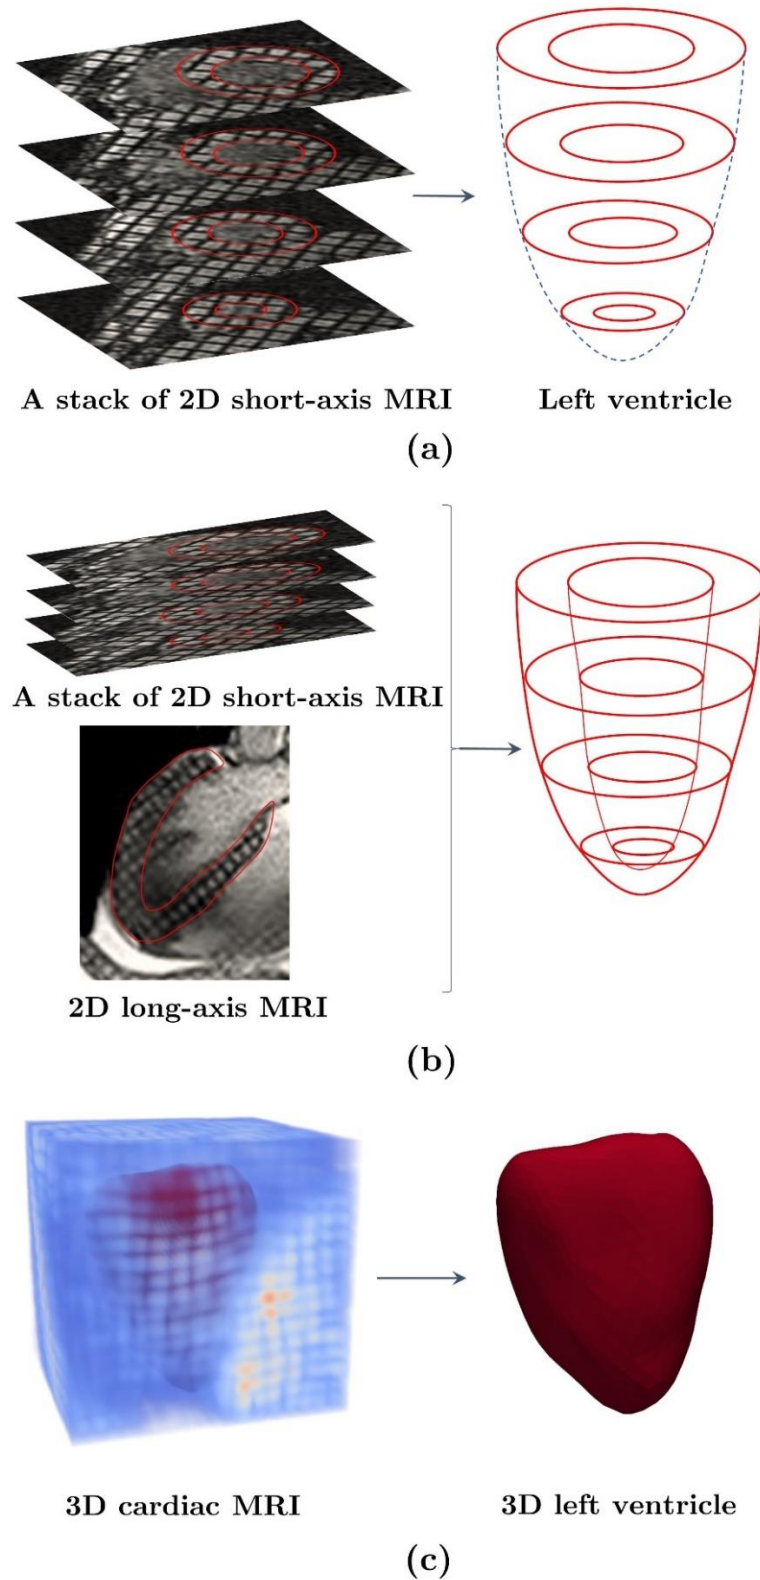 A stack of 2D short-axis MRI
Left ventricle
(a)
A stack of 2D short-axis MRI
2D long-axis MRI
(b)
3D cardiac MRI
3D left ventricle
(c)